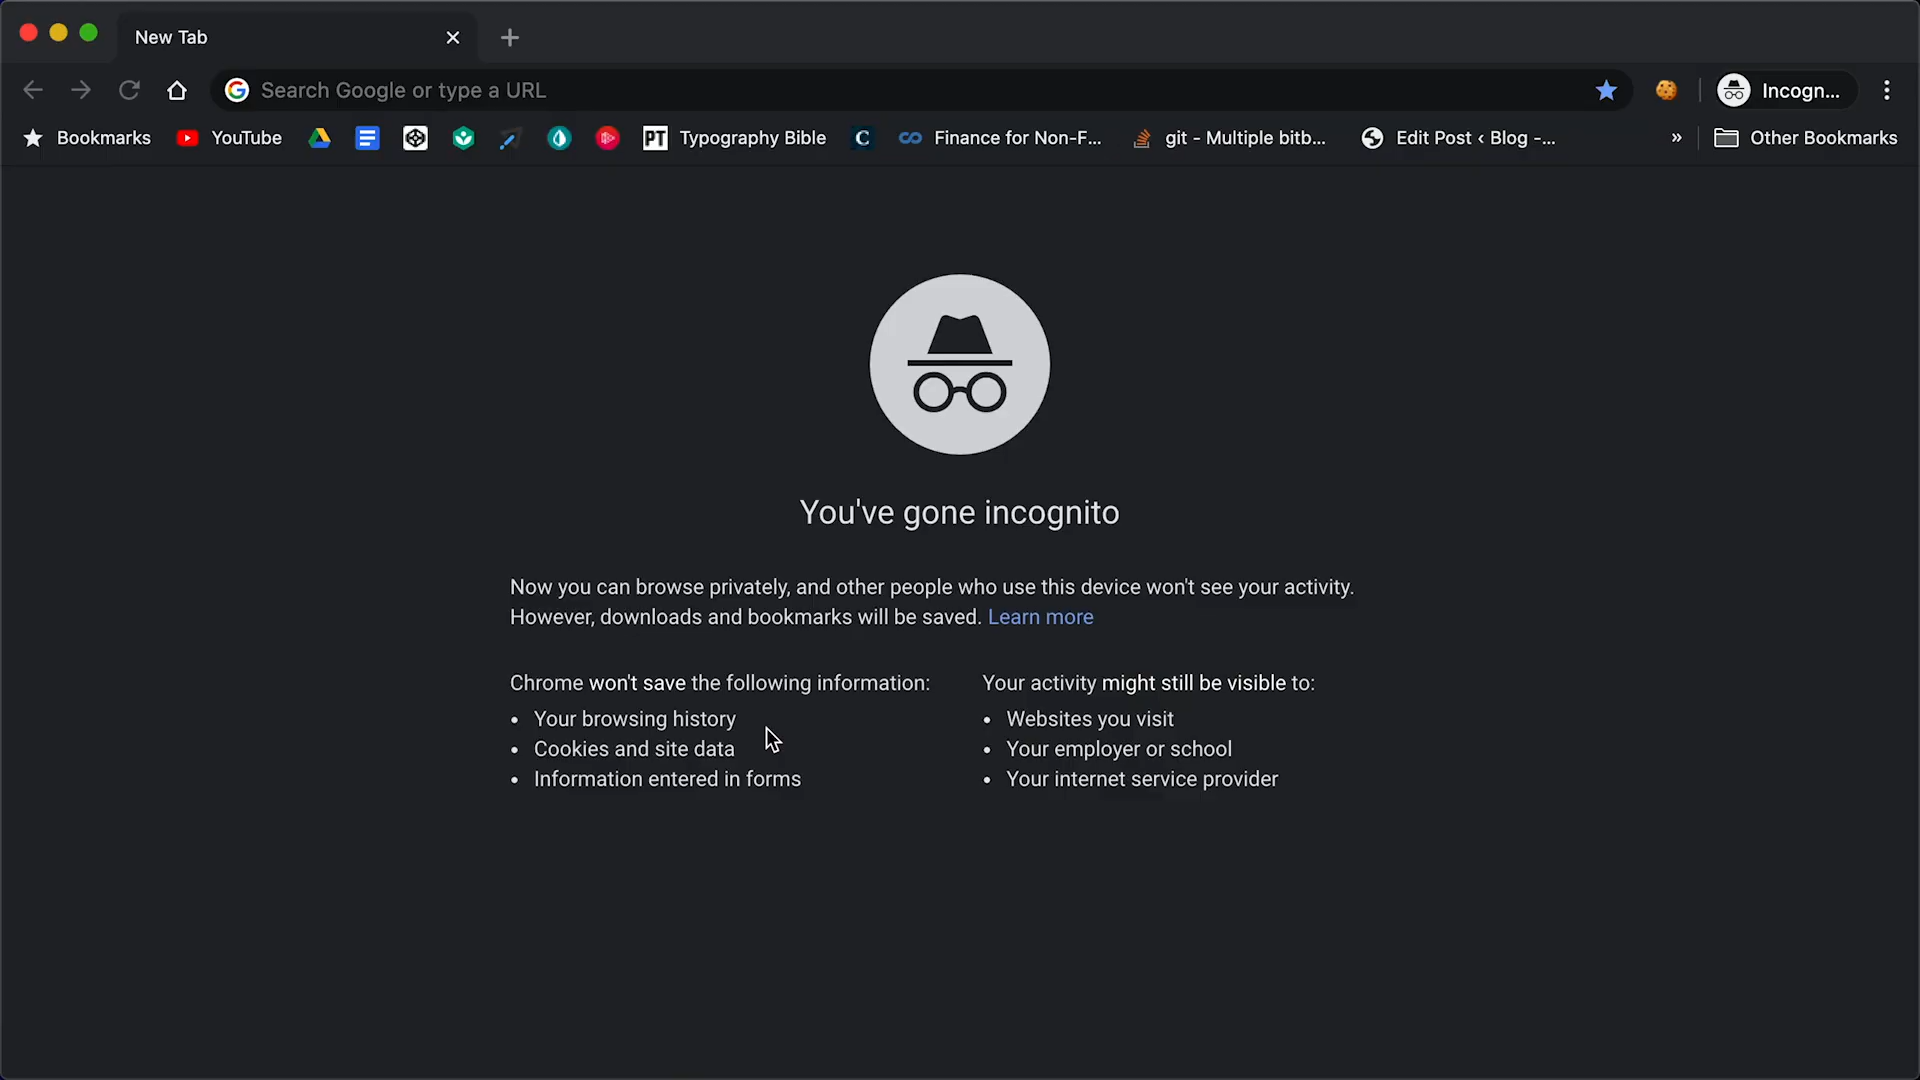 New Tab
Search Google or type a URL
Incogn...
Bookmarks
YouTube
PT
Typography Bible
C
Finance for Non-F...
git - Multiple bitb...
Edit Post ‹ Blog -...
»
Other Bookmarks
You've gone incognito
Now you can browse privately, and other people who use this device won't see your activity.
However, downloads and bookmarks will be saved. Learn more
Chrome won't save the following information:
• Your browsing history
• Cookies and site data
• Information entered in forms
Your activity might still be visible to:
• Websites you visit
• Your employer or school
• Your internet service provider